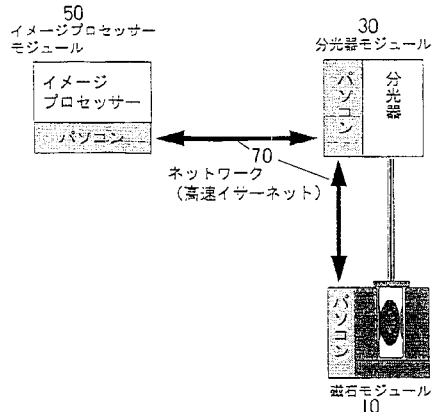 50
イメージプロセッサー
モジュール
イメージ
プロセッサー
パソコン
30
分光器モジュール
パソコン
分光器
70
ネットワーク
(高速イサーネット)
パソコン
磁石モジュール
10